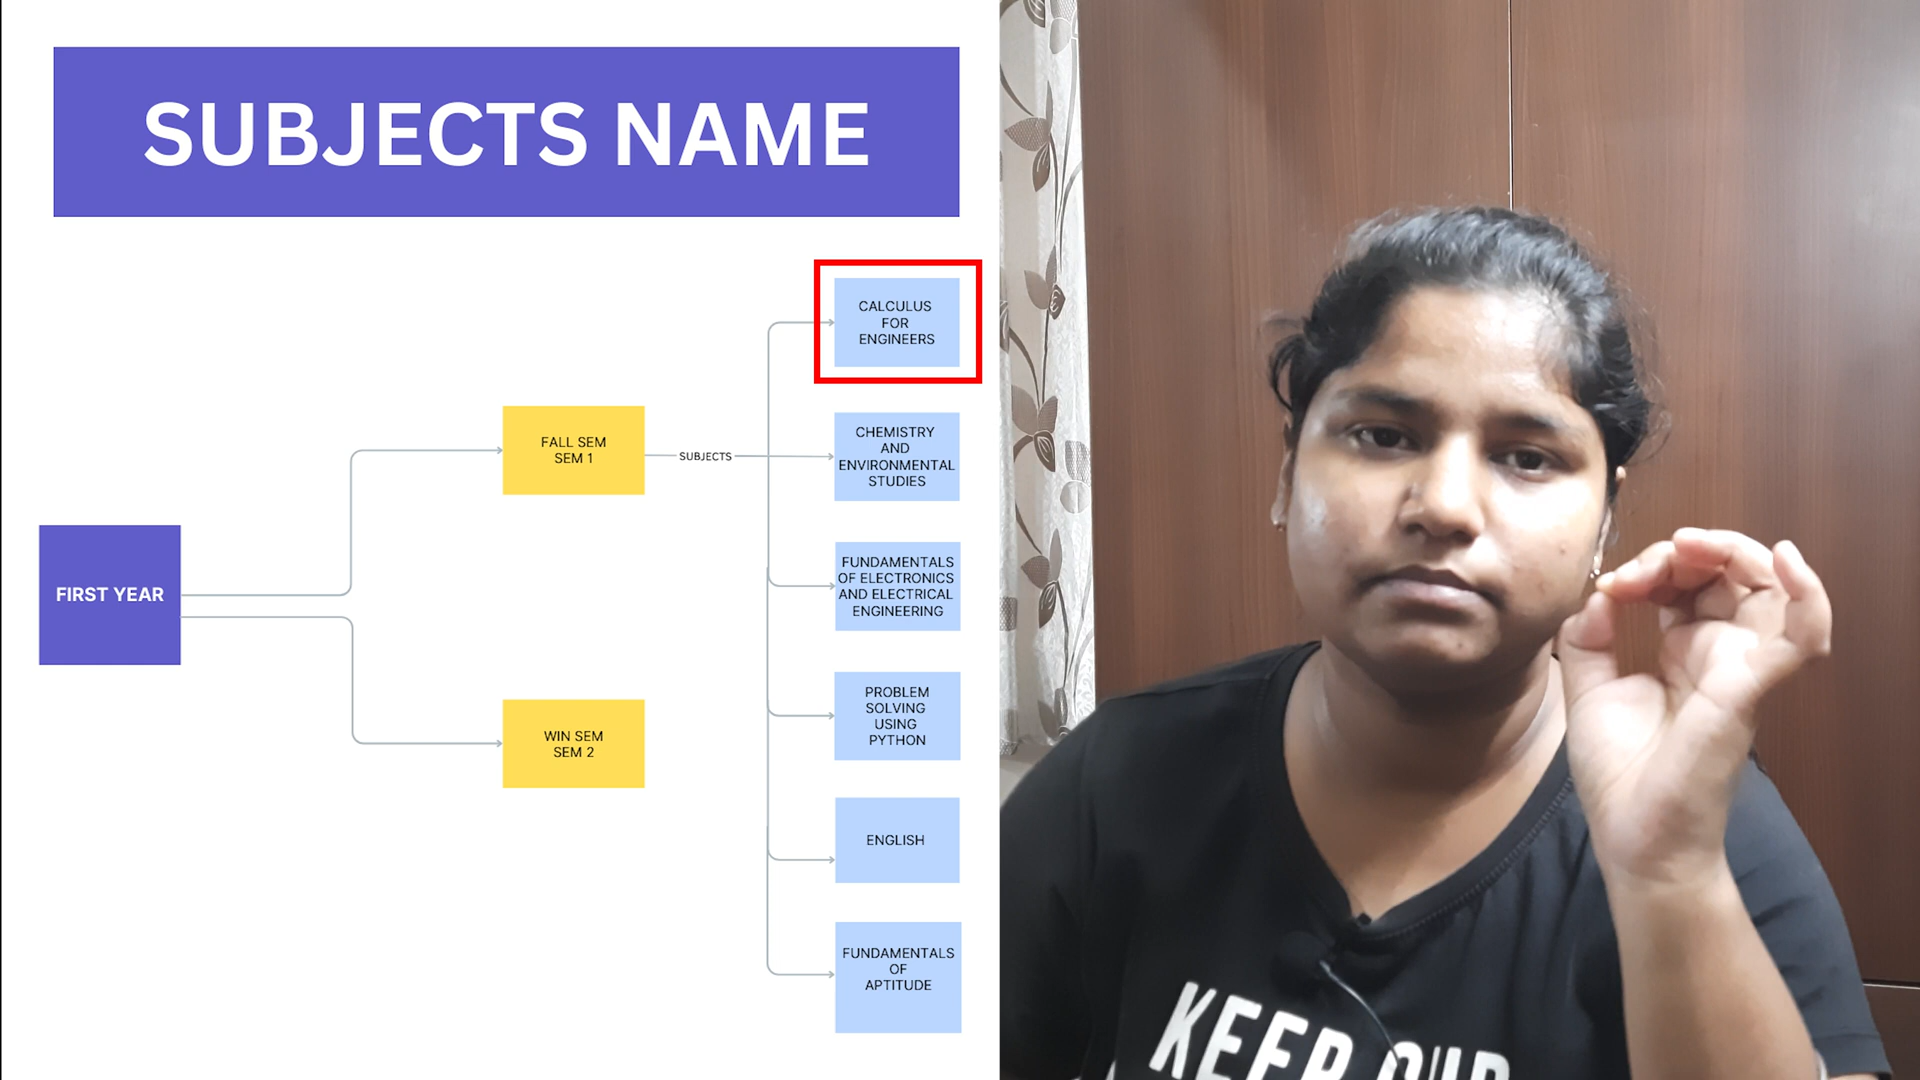 SUBJECTS NAME
FIRST YEAR
FALL SEM
SEM 1
WIN SEM
SEM 2
SUBJECTS
CALCULUS
FOR
ENGINEERS
CHEMISTRY
AND
ENVIRONMENTAL
STUDIES
FUNDAMENTALS
OF ELECTRONICS
AND ELECTRICAL
ENGINEERING
PROBLEM
SOLVING
USING
PYTHON
ENGLISH
FUNDAMENTALS
OF
APTITUDE
KEEP OUR